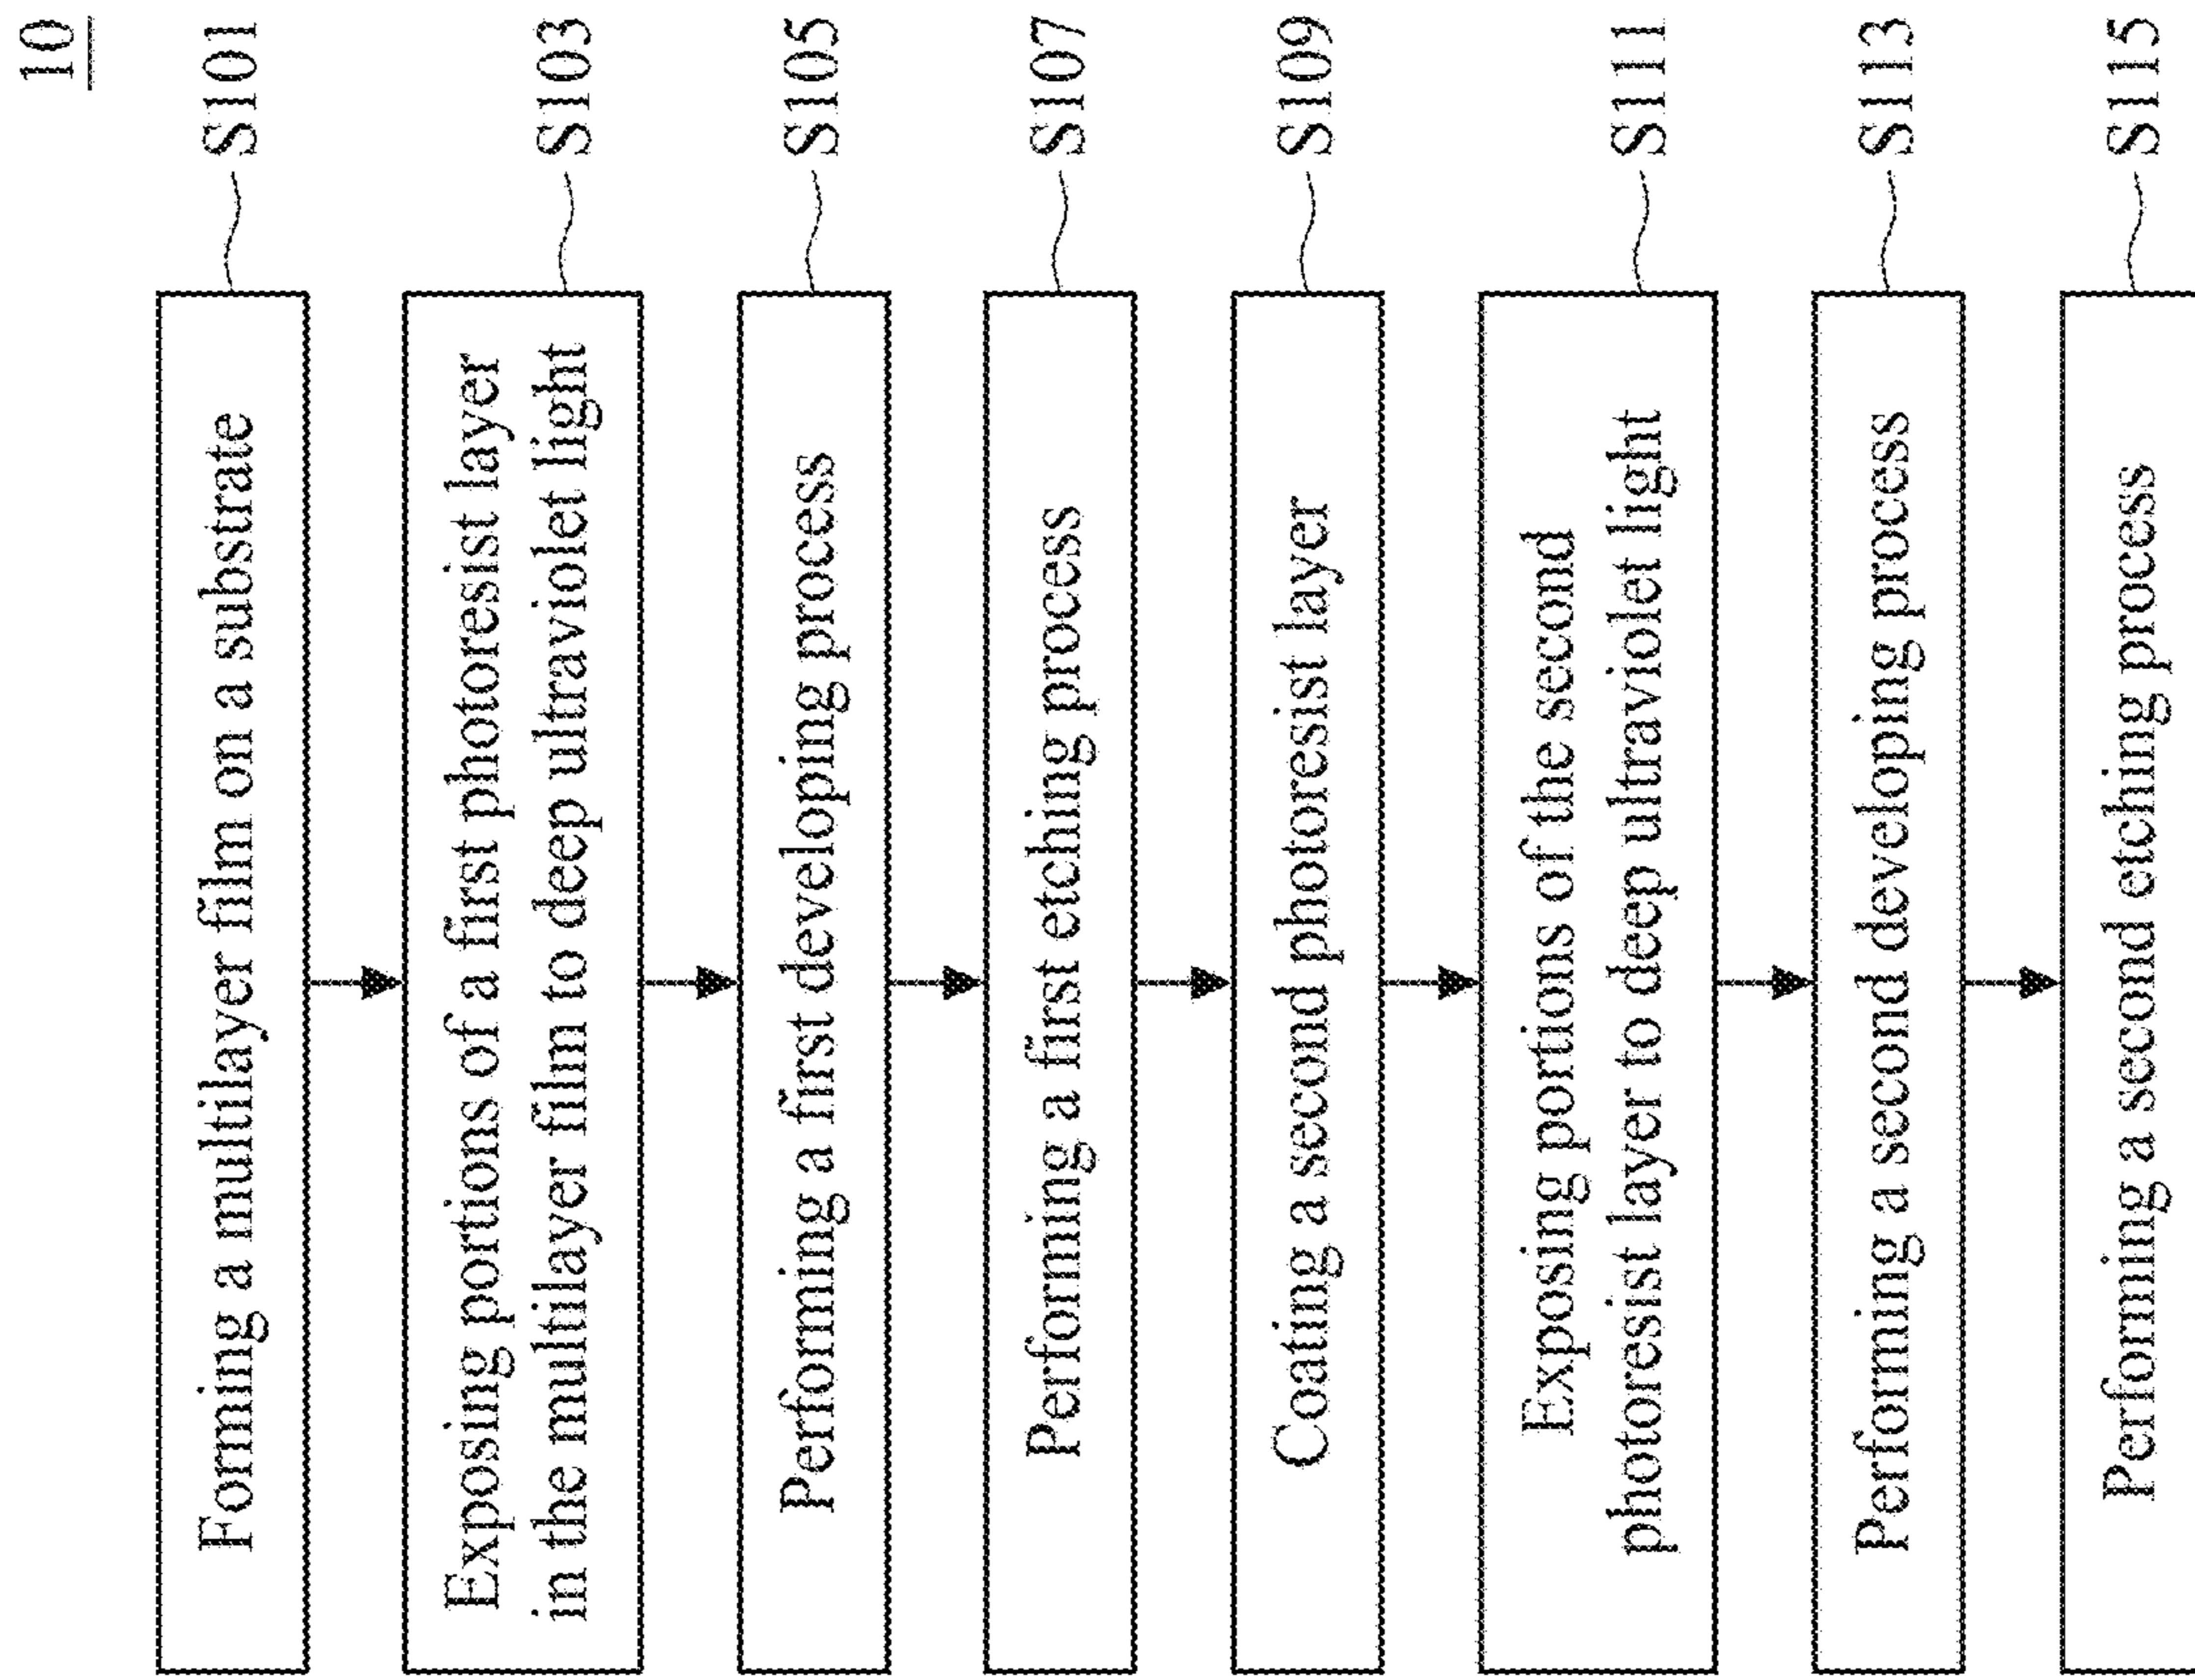 10
Forming a multilayer film on a substrate
S101
Exposing portions of a first photoresist layer
in the multilayer film to deep ultraviolet light
S103
Performing a first developing process
S105
Performing a first etching process
S107
Coating a second photoresist layer
S109
Exposing portions of the second
photoresist layer to deep ultraviolet light
S111
Performing a second developing process
S113
Performing a second etching process
S115